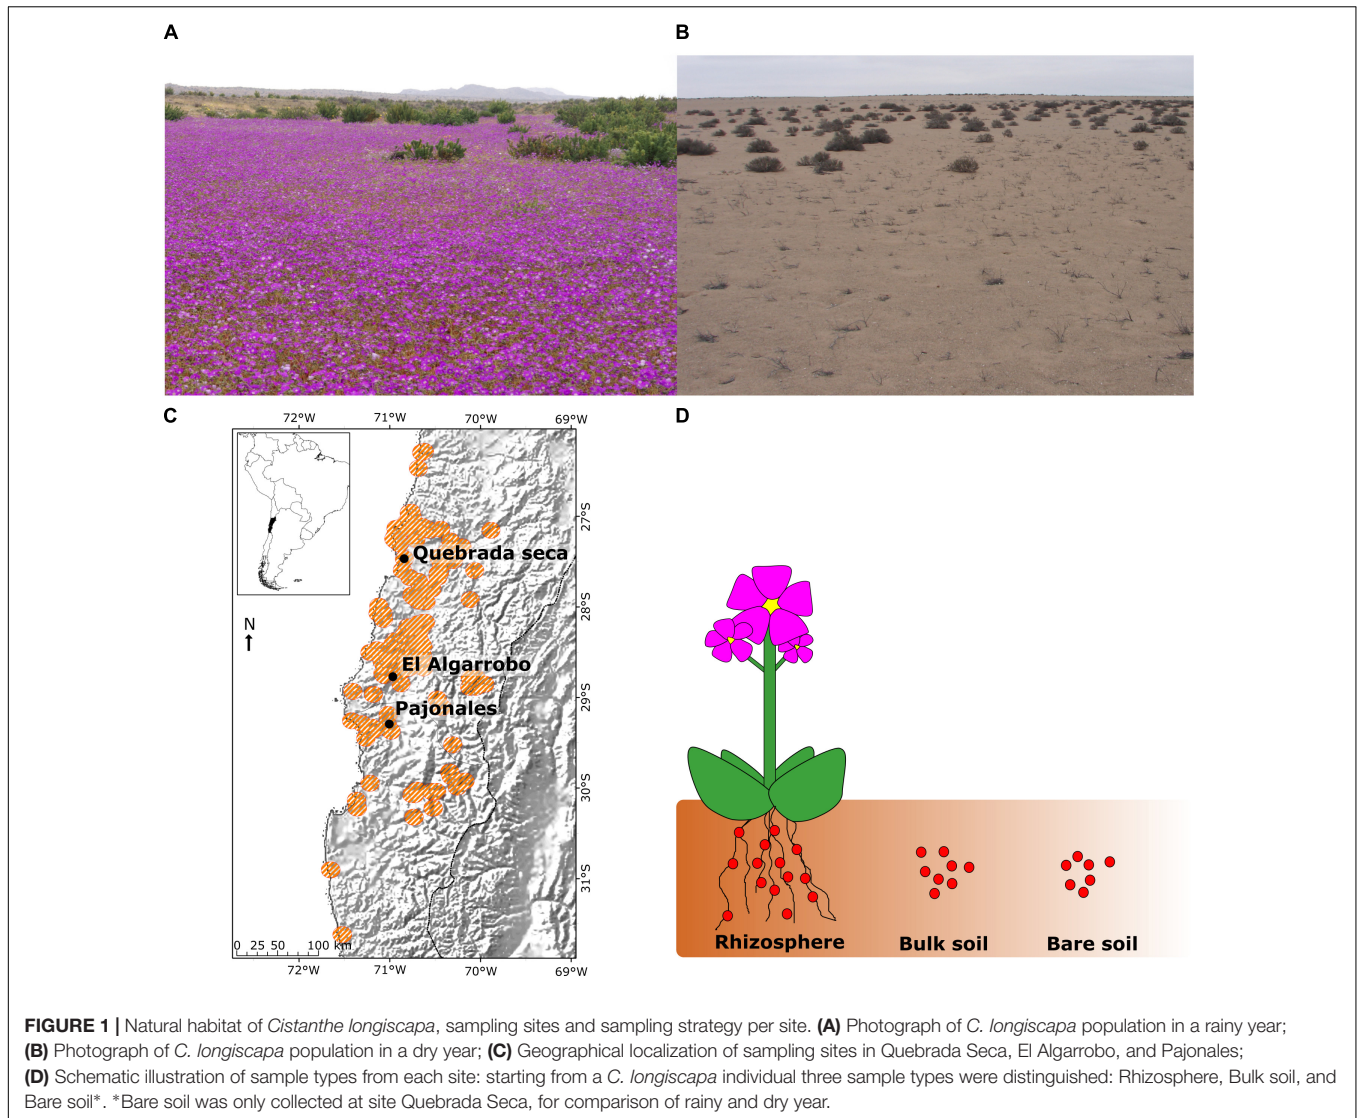 A
B
C
D
72°W 71°W 70°W 69°W
27°S
Quebrada seca
28°S
N
El Algarrobo
29°S
Pajonales
30°S
31°S
0 25 50 100 km
72°W 71°W 70°W 69°W
Rhizosphere Bulk soil Bare soil
FIGURE 1 | Natural habitat of Cistanthe longiscapa, sampling sites and sampling strategy per site. (A) Photograph of C. longiscapa population in a rainy year;
(B) Photograph of C. longiscapa population in a dry year; (C) Geographical localization of sampling sites in Quebrada Seca, El Algarrobo, and Pajonales;
(D) Schematic illustration of sample types from each site: starting from a C. longiscapa individual three sample types were distinguished: Rhizosphere, Bulk soil, and
Bare soil*. *Bare soil was only collected at site Quebrada Seca, for comparison of rainy and dry year.